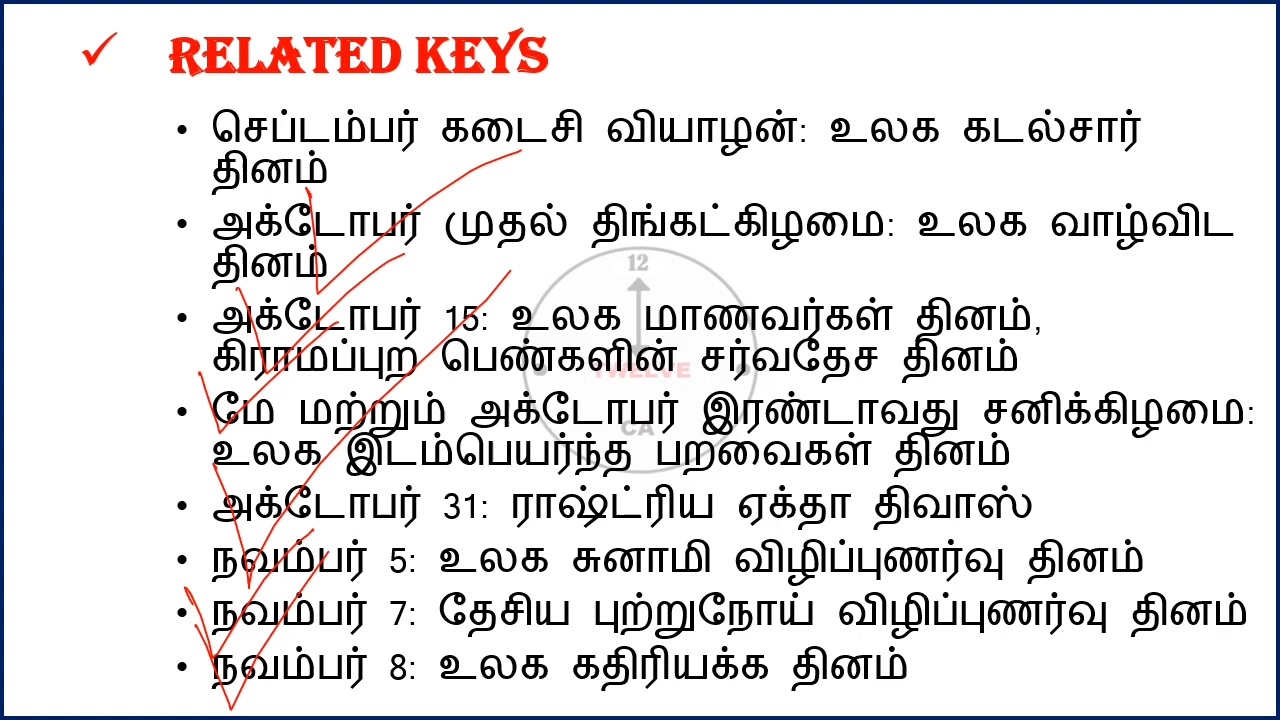 RELATED KEYS
• செப்டம்பர் கடைசி வியாழன்: உலக கடல்சார்
தினம்
• அக்டோபர் முதல் திங்கட்கிழமை: உலக வாழ்விட
தினம்
• அக்டோபர் 15: உலக மாணவர்கள் தினம்,
கிராமப்புற பெண்களின் சர்வதேச தினம்
• மே மற்றும் அக்டோபர் இரண்டாவது சனிக்கிழமை:
உலக இடம்பெயர்ந்த பறவைகள் தினம்
• அக்டோபர் 31: ராஷ்ட்ரிய ஏக்தா திவாஸ்
• நவம்பர் 5: உலக சுனாமி விழிப்புணர்வு தினம்
• நவம்பர் 7: தேசிய புற்றுநோய் விழிப்புணர்வு தினம்
• நவம்பர் 8: உலக கதிரியக்க தினம்
12
TWELVE
CA